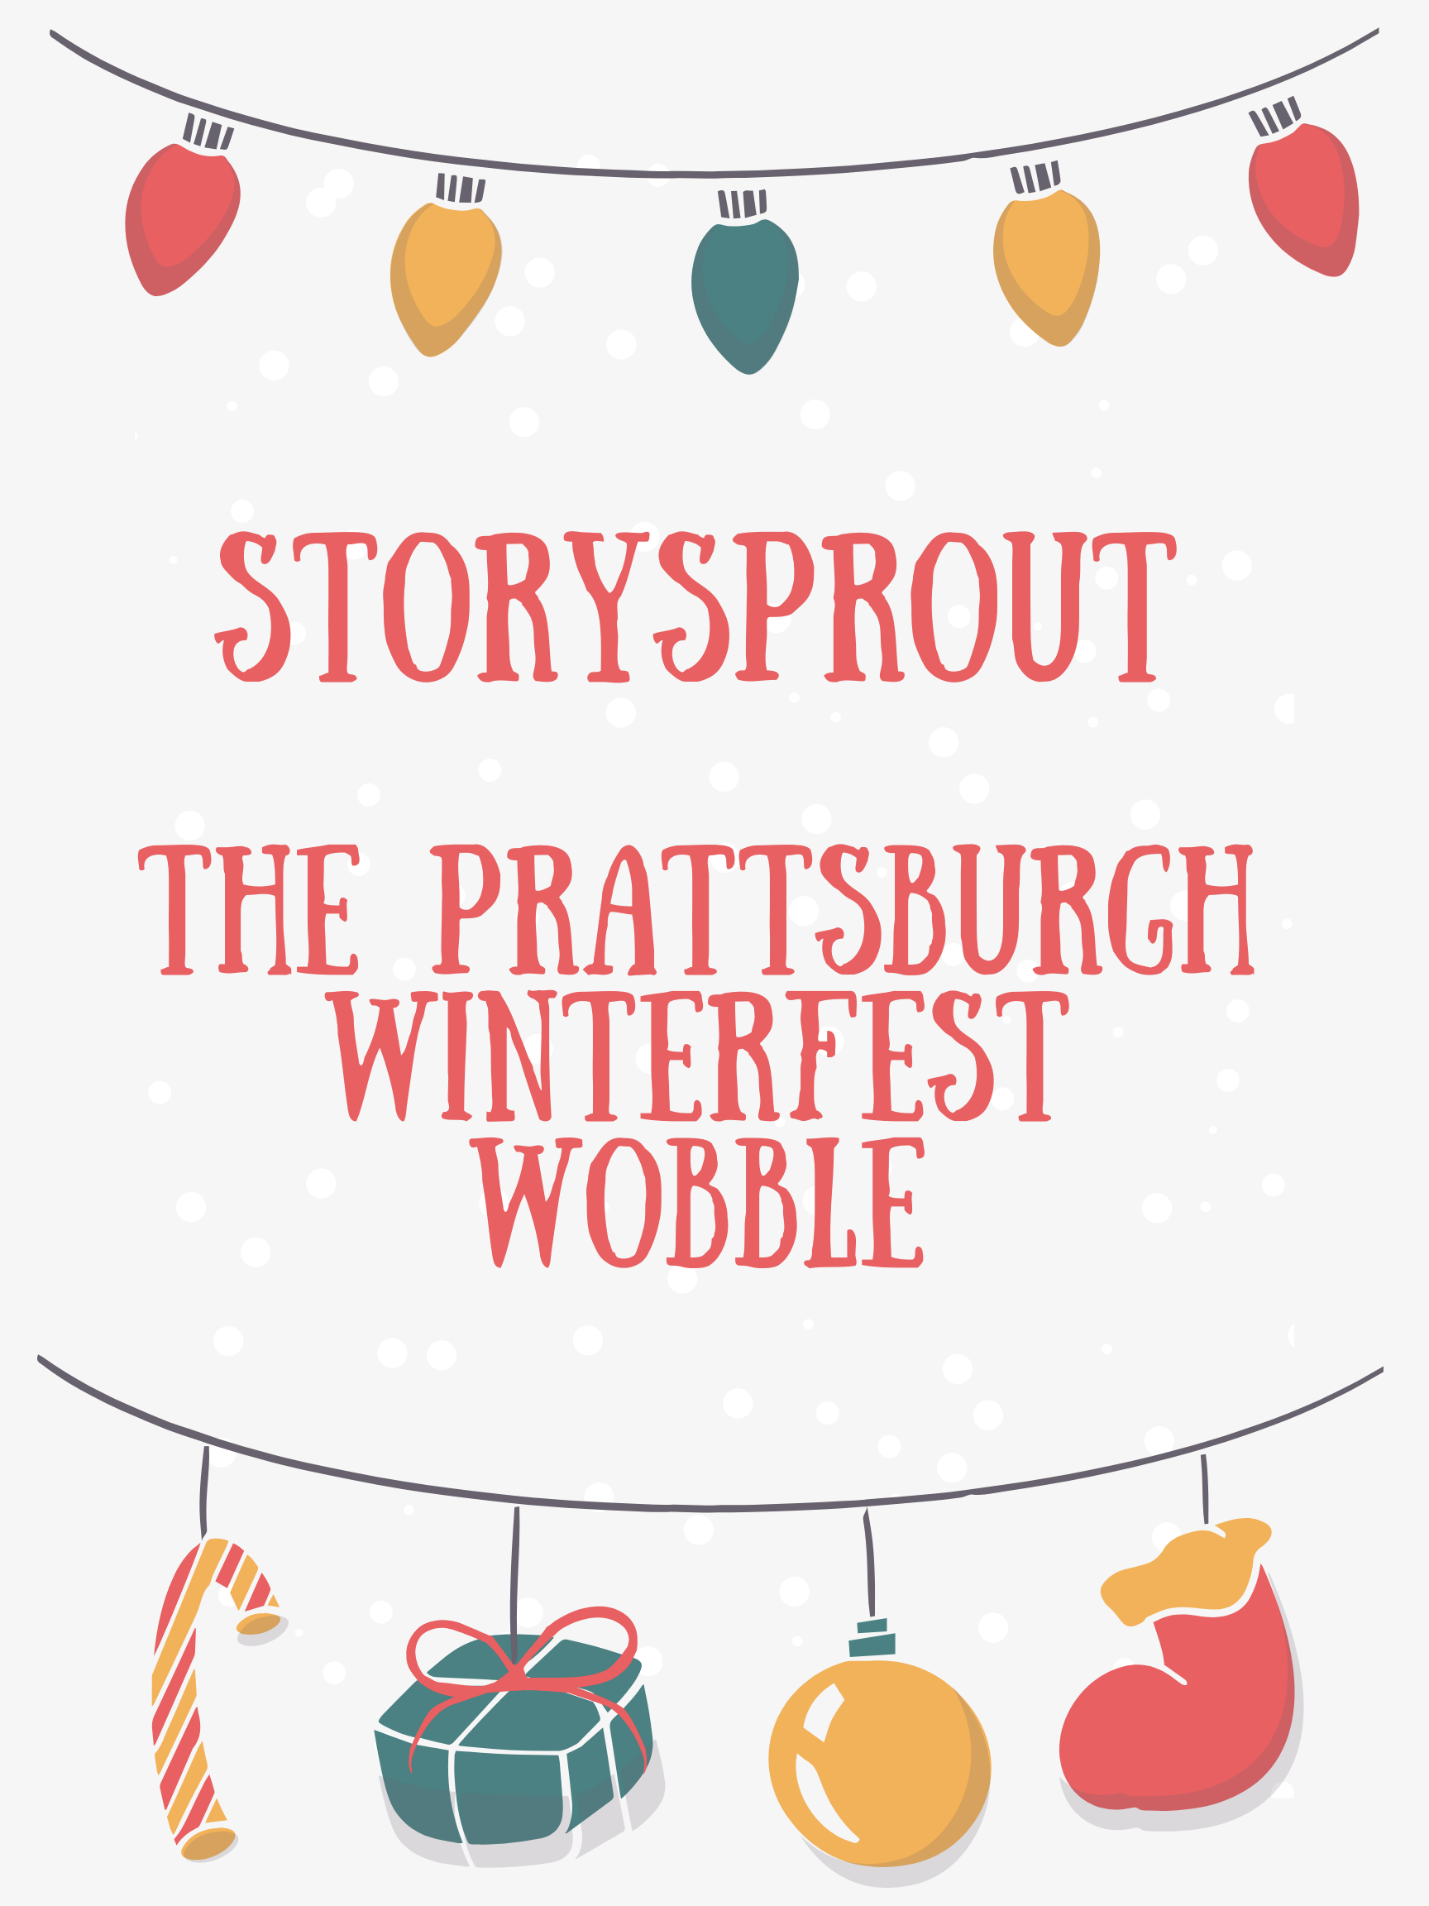 STORYSPROUT
THE PRATTSBURGH
WINTERFEST
WOBBLE